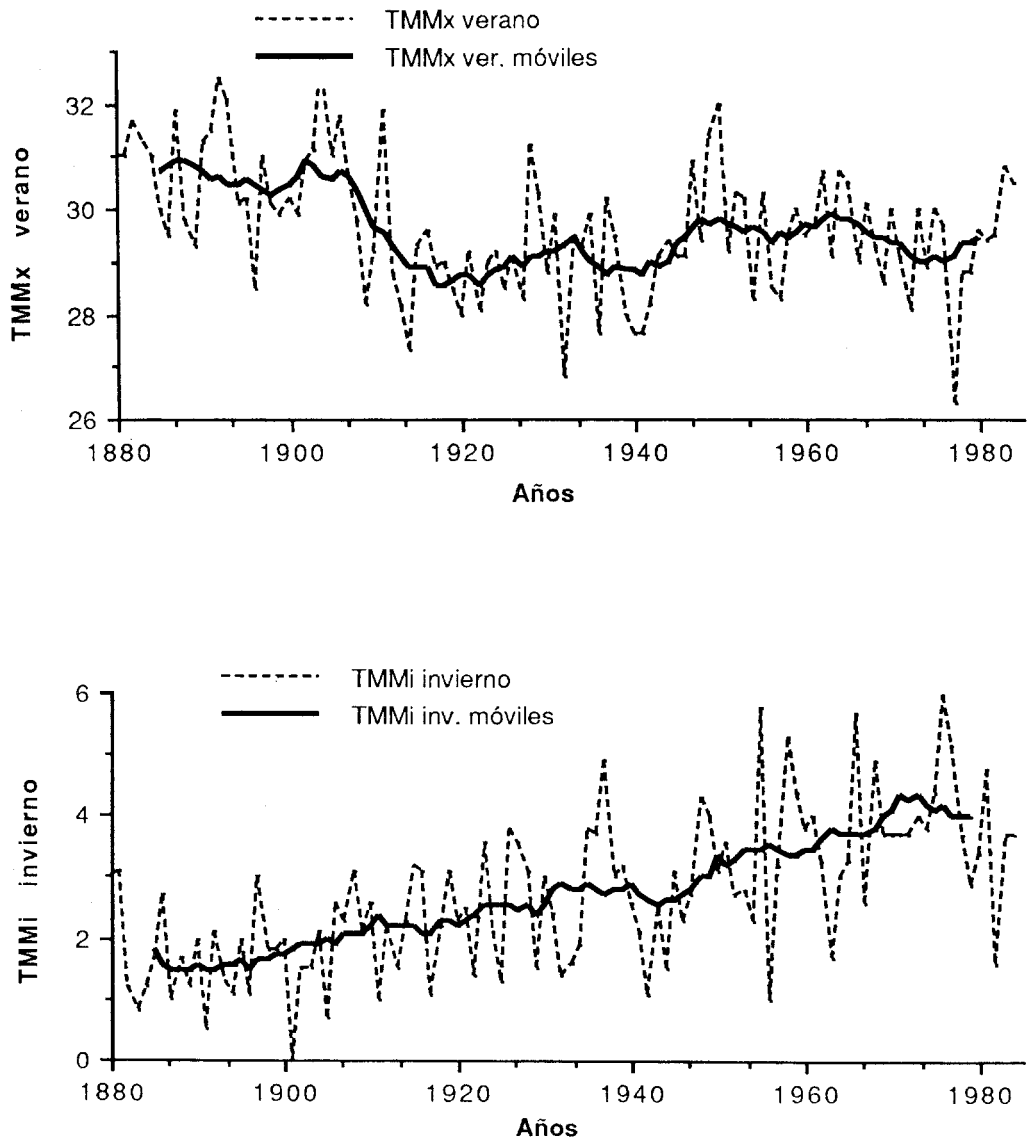 TMMx verano
TMMx ver. móviles
TMMx verano
32
30
28
26
1880 1900 1920 1940 1960 1980
Años
TMMi invierno
TMMi inv. móviles
TMMi invierno
6
4
2
0
1880 1900 1920 1940 1960 1980
Años